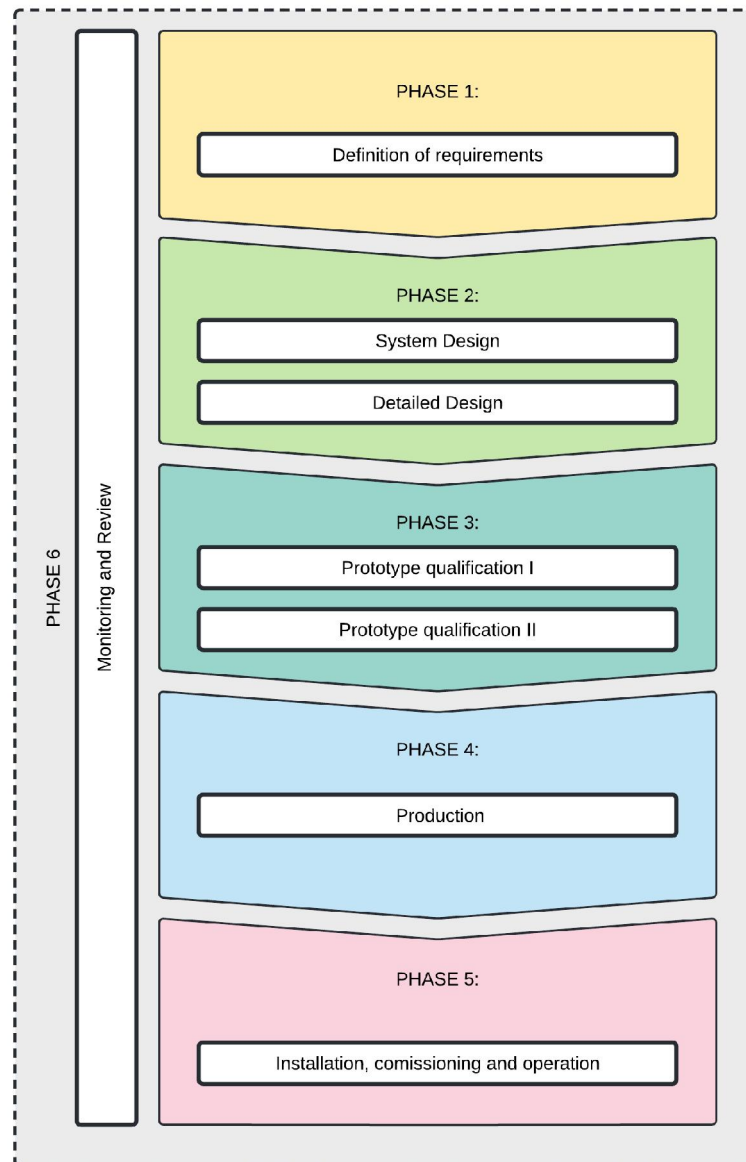 PHASE 1:
Definition of requirements
PHASE 2:
System Design
Detailed Design
PHASE 3:
Prototype qualification I
Prototype qualification II
PHASE 4:
Production
PHASE 5:
Installation, comissioning and operation
PHASE 6
Monitoring and Review